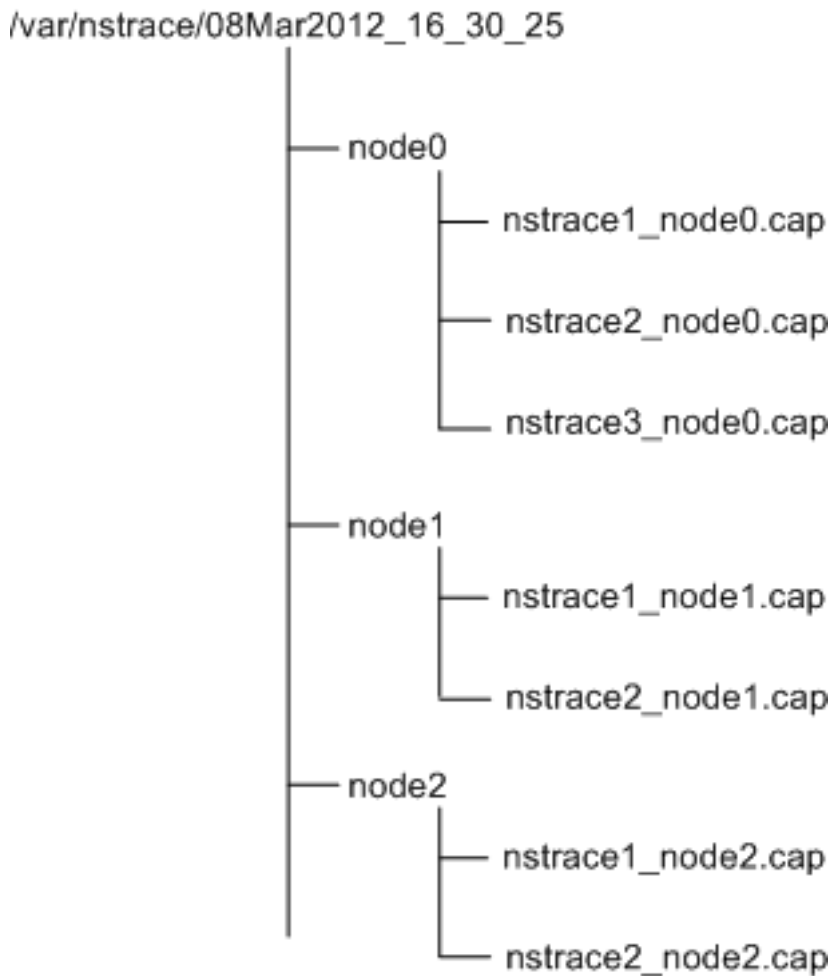 /var/nstrace/08Mar2012_16_30_25
node0
nstrace1_node0.cap
nstrace2_node0.cap
nstrace3_node0.cap
node1
nstrace1_node1.cap
nstrace2_node1.cap
node2
nstrace1_node2.cap
nstrace2_node2.cap